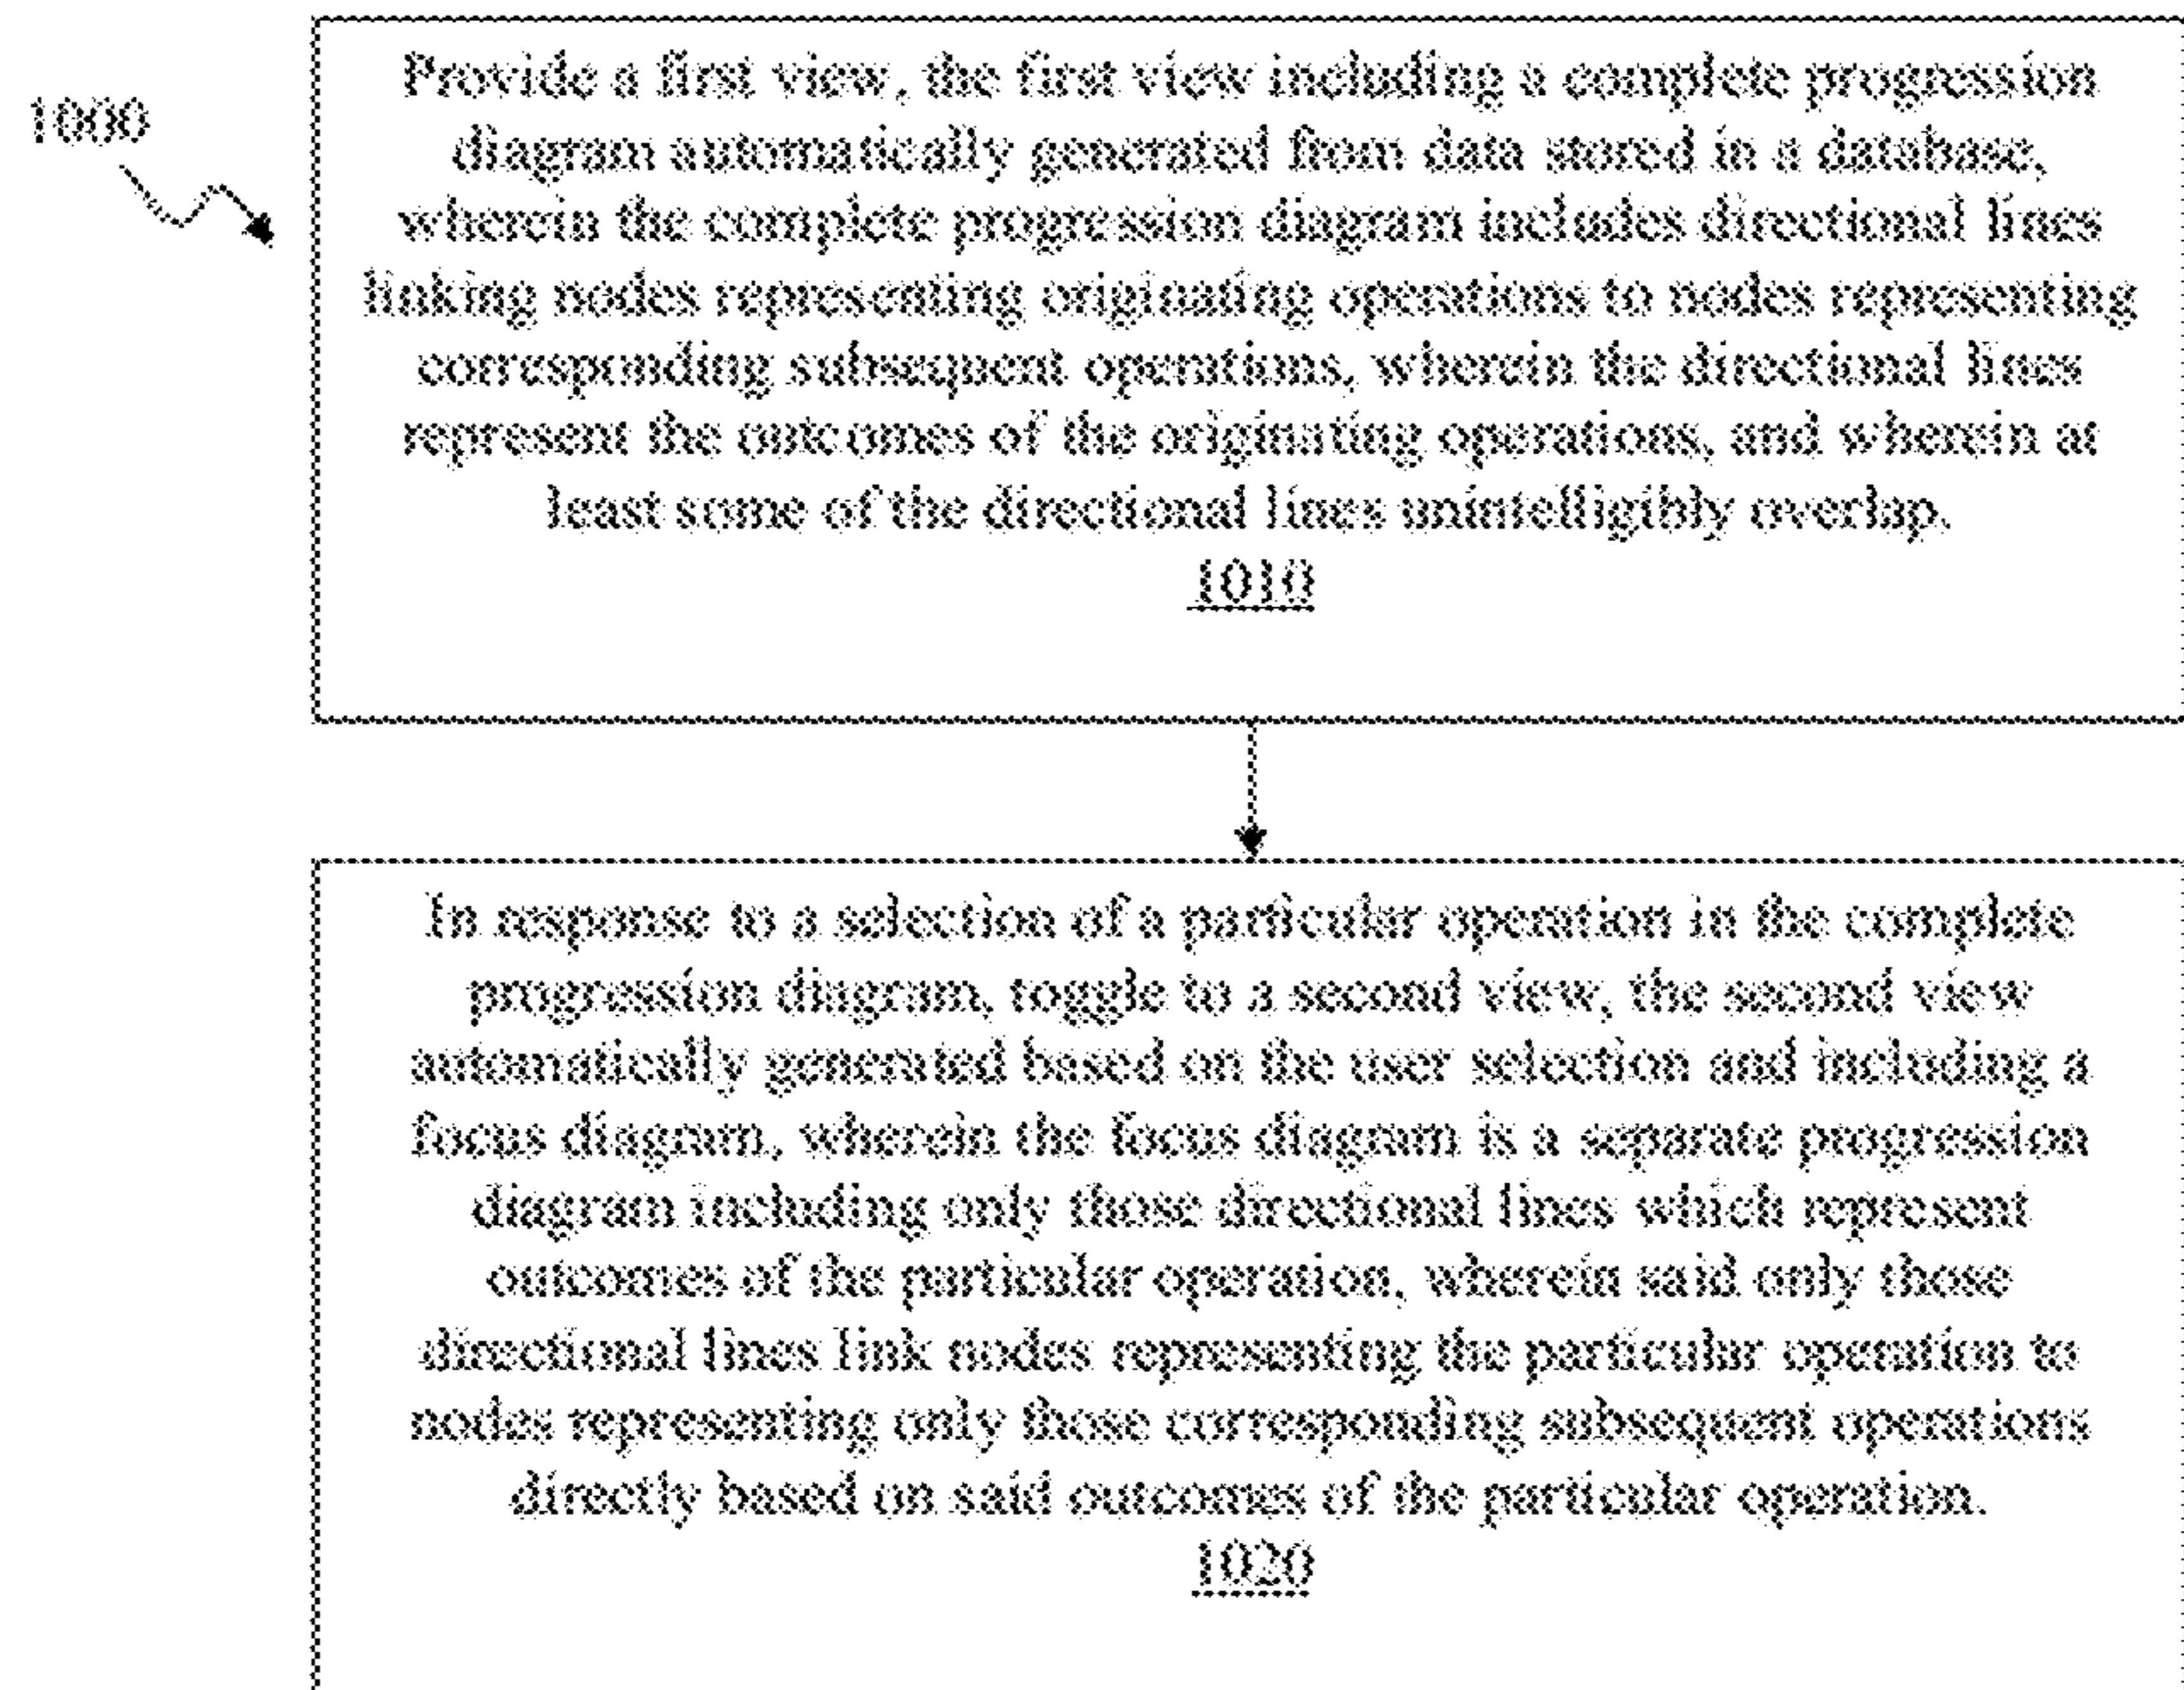 1000
Provide a first view, the first view including a complete progression
diagram automatically generated from data stored in a database,
wherein the complete progression diagram includes directional lines
linking nodes representing originating operations to nodes representing
corresponding subsequent operations, wherein the directional lines
represent the outcomes of the originating operations, and wherein at
least some of the directional lines unintelligibly overlap.
1010
In response to a selection of a particular operation in the complete
progression diagram, toggle to a second view, the second view
automatically generated based on the user selection and including a
focus diagram, wherein the focus diagram is a separate progression
diagram including only those directional lines which represent
outcomes of the particular operation, wherein said only those
directional lines link nodes representing the particular operation to
nodes representing only those corresponding subsequent operations
directly based on said outcomes of the particular operation.
1020